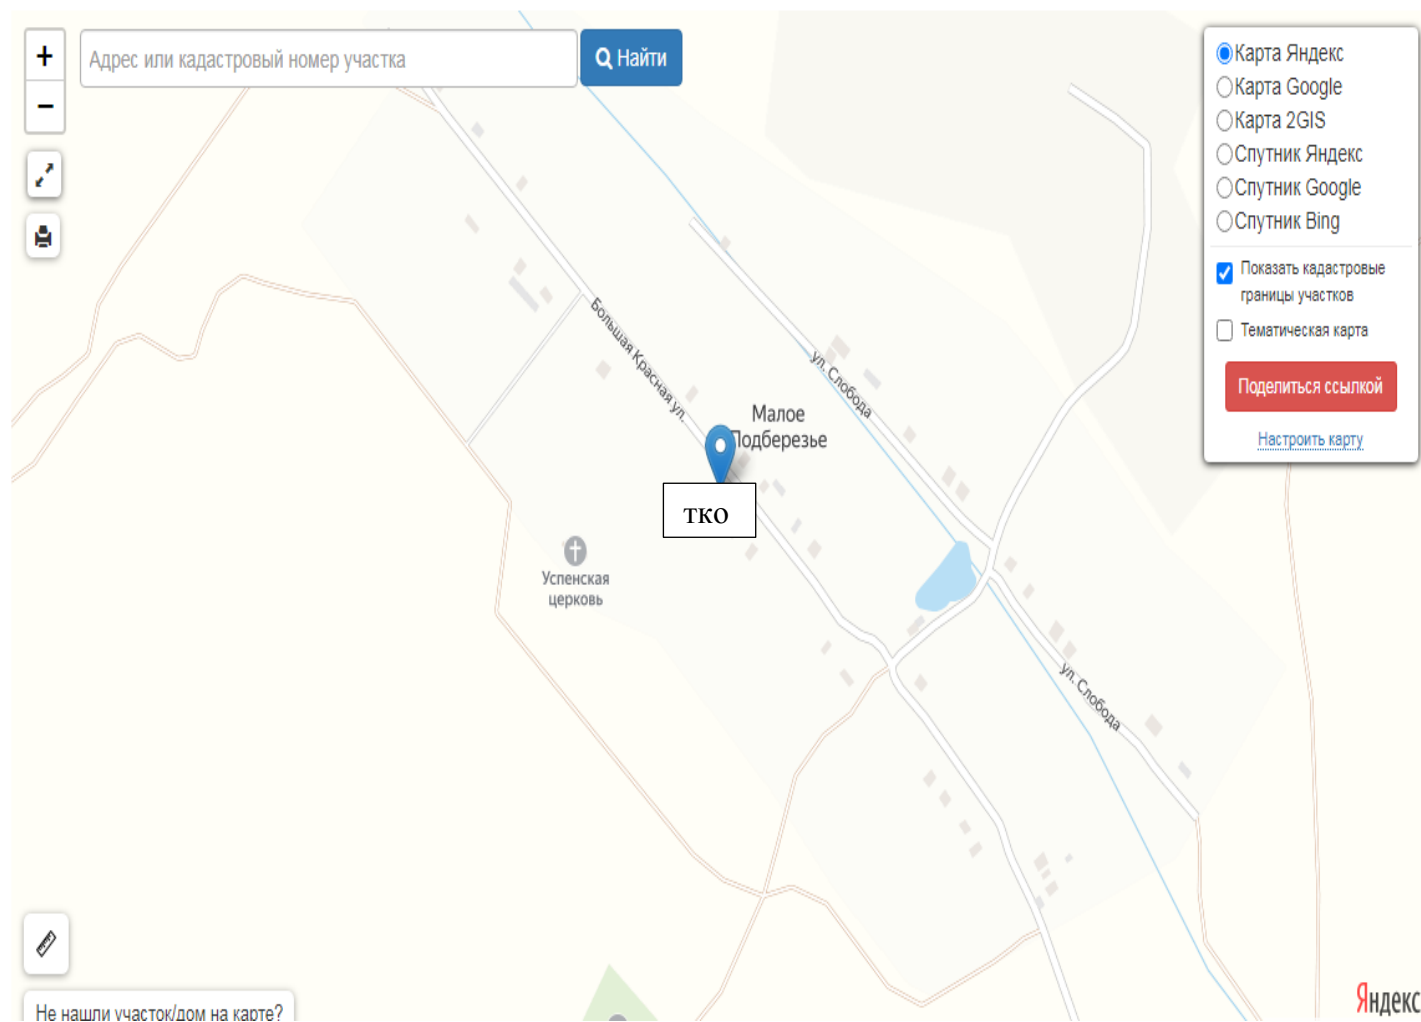 +
Адрес или кадастровый номер участка
Найти
−
Карта Яндекс
Карта Google
Карта 2GIS
Спутник Яндекс
Спутник Google
Спутник Bing
Показать кадастровые
границы участков
Тематическая карта
Поделиться ссылкой
Настроить карту
Большая Красная ул.
ул. Слобода
Малое
Подберезье
тко
Успенская
церковь
ул. Слобода
Не нашли участок/дом на карте?
Яндекс